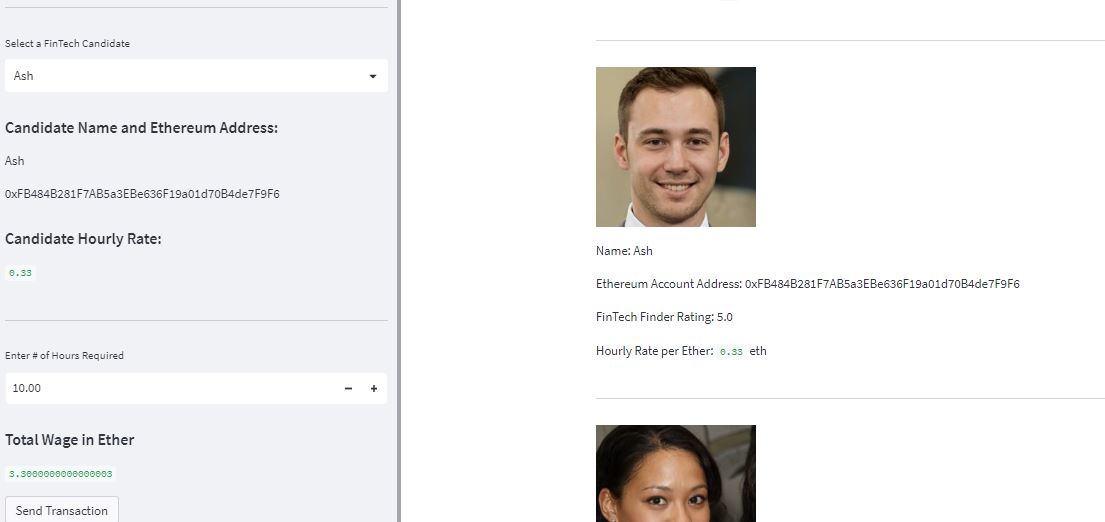 Select a FinTech Candidate
Ash
Candidate Name and Ethereum Address:
Ash
0xFB484B281F7AB5a3EBe636F19a01d70B4de7F9F6
Candidate Hourly Rate:
0.33
Enter # of Hours Required
10.00
Total Wage in Ether
3.3000000000000003
Send Transaction
Name: Ash
Ethereum Account Address: 0xFB484B281F7AB5a3EBe636F19a01d70B4de7F9F6
FinTech Finder Rating: 5.0
Hourly Rate per Ether: 0.33 eth